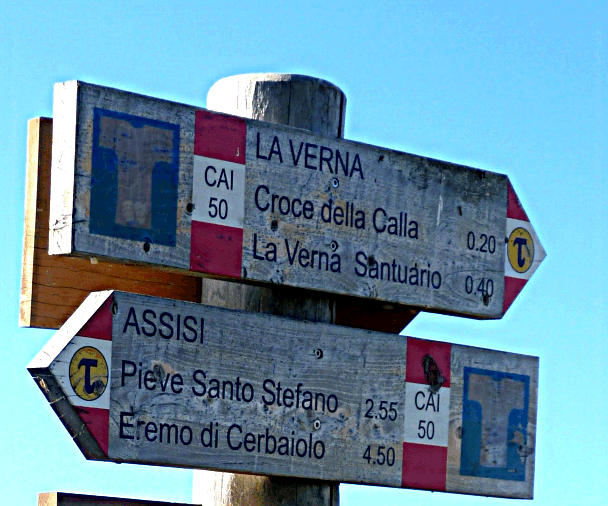 LA VERNA
CAI
50
Croce della Calla 0.20
La Verna Santuario 0.40
τ
ASSISI
τ
Pieve Santo Stefano 2.55
CAI
50
Eremo di Cerbaiolo 4.50